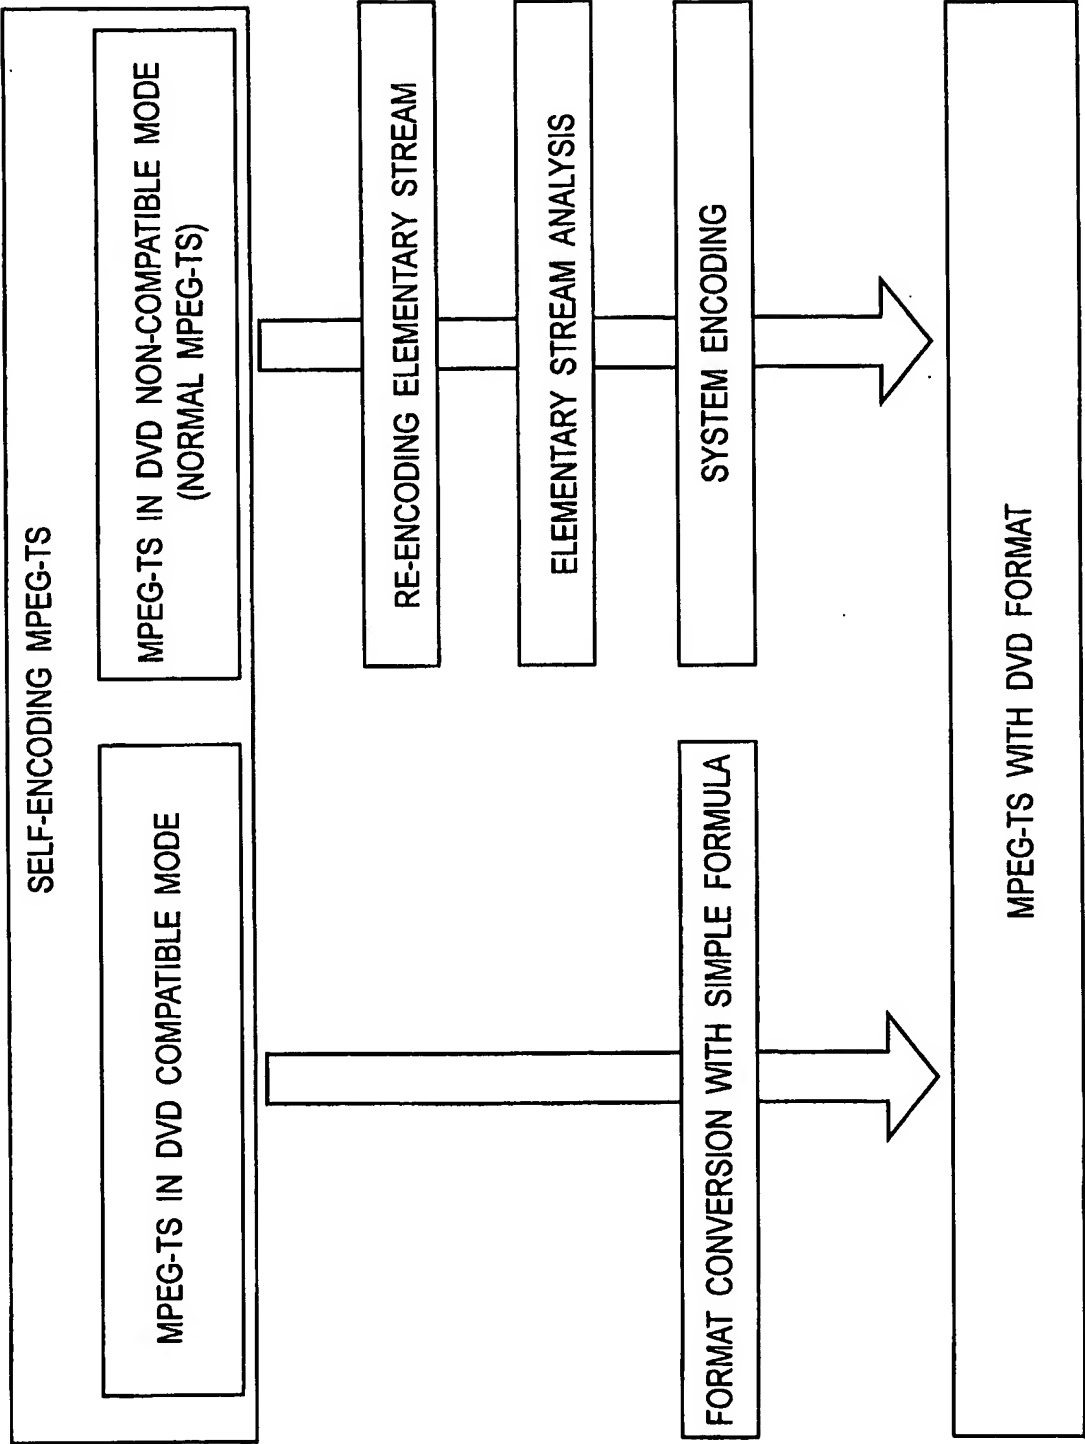 SELF-ENCODING MPEG-TS
MPEG-TS IN DVD COMPATIBLE MODE
MPEG-TS IN DVD NON-COMPATIBLE MODE
(NORMAL MPEG-TS)
RE-ENCODING ELEMENTARY STREAM
ELEMENTARY STREAM ANALYSIS
FORMAT CONVERSION WITH SIMPLE FORMULA
SYSTEM ENCODING
MPEG-TS WITH DVD FORMAT